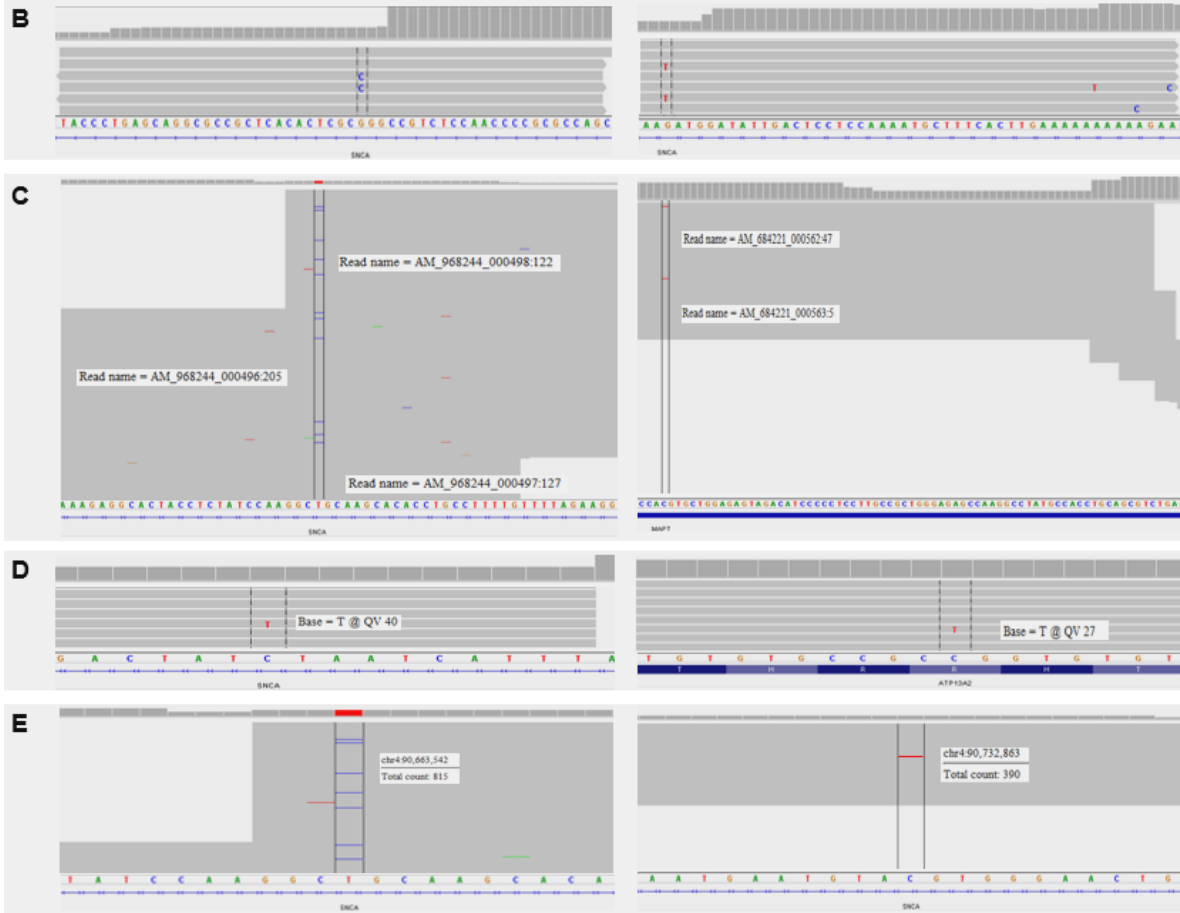 B
C
C
TACCCTGAGCAGGCGCCGCTCACACTCGCGGGCCGTCTCCAACCCCGCGCCAGC
SNCA
T
T
T C
C
AAGATGGATATTGACTCCTCCAAAATGCTTTCACTTGAAAAAAAAAAGAA
SNCA
C
Read name = AM_968244_000498:122
Read name = AM_968244_000496:205
Read name = AM_968244_000497:127
AAAGAGGCACTACCTCTATCCAAGGCTGCAAGCACACCTGCCTTTTGTTTTAGAAGG
SNCA
Read name = AM_684221_000562:47
Read name = AM_684221_000563:5
CCACGTGCTGGAGAGTAGACATCCCCCTCCTTGCCGCTGGGAGAGCCAAGGCCTATGCCACCTGCAGCGTCTGA
MAPT
D
T
Base = T @ QV 40
G A C T A T C T A A T C A T T T A
SNCA
T
Base = T @ QV 27
T G T G T G C C G C C G G T G T G T
T H R R H T
ATP13A2
E
chr4:90,663,542
Total count: 815
T A T C C A A G G C T G C A A G C A C A
SNCA
chr4:90,732,863
Total count: 390
A A T G A A T G T A C G T G G G A A C T G
SNCA